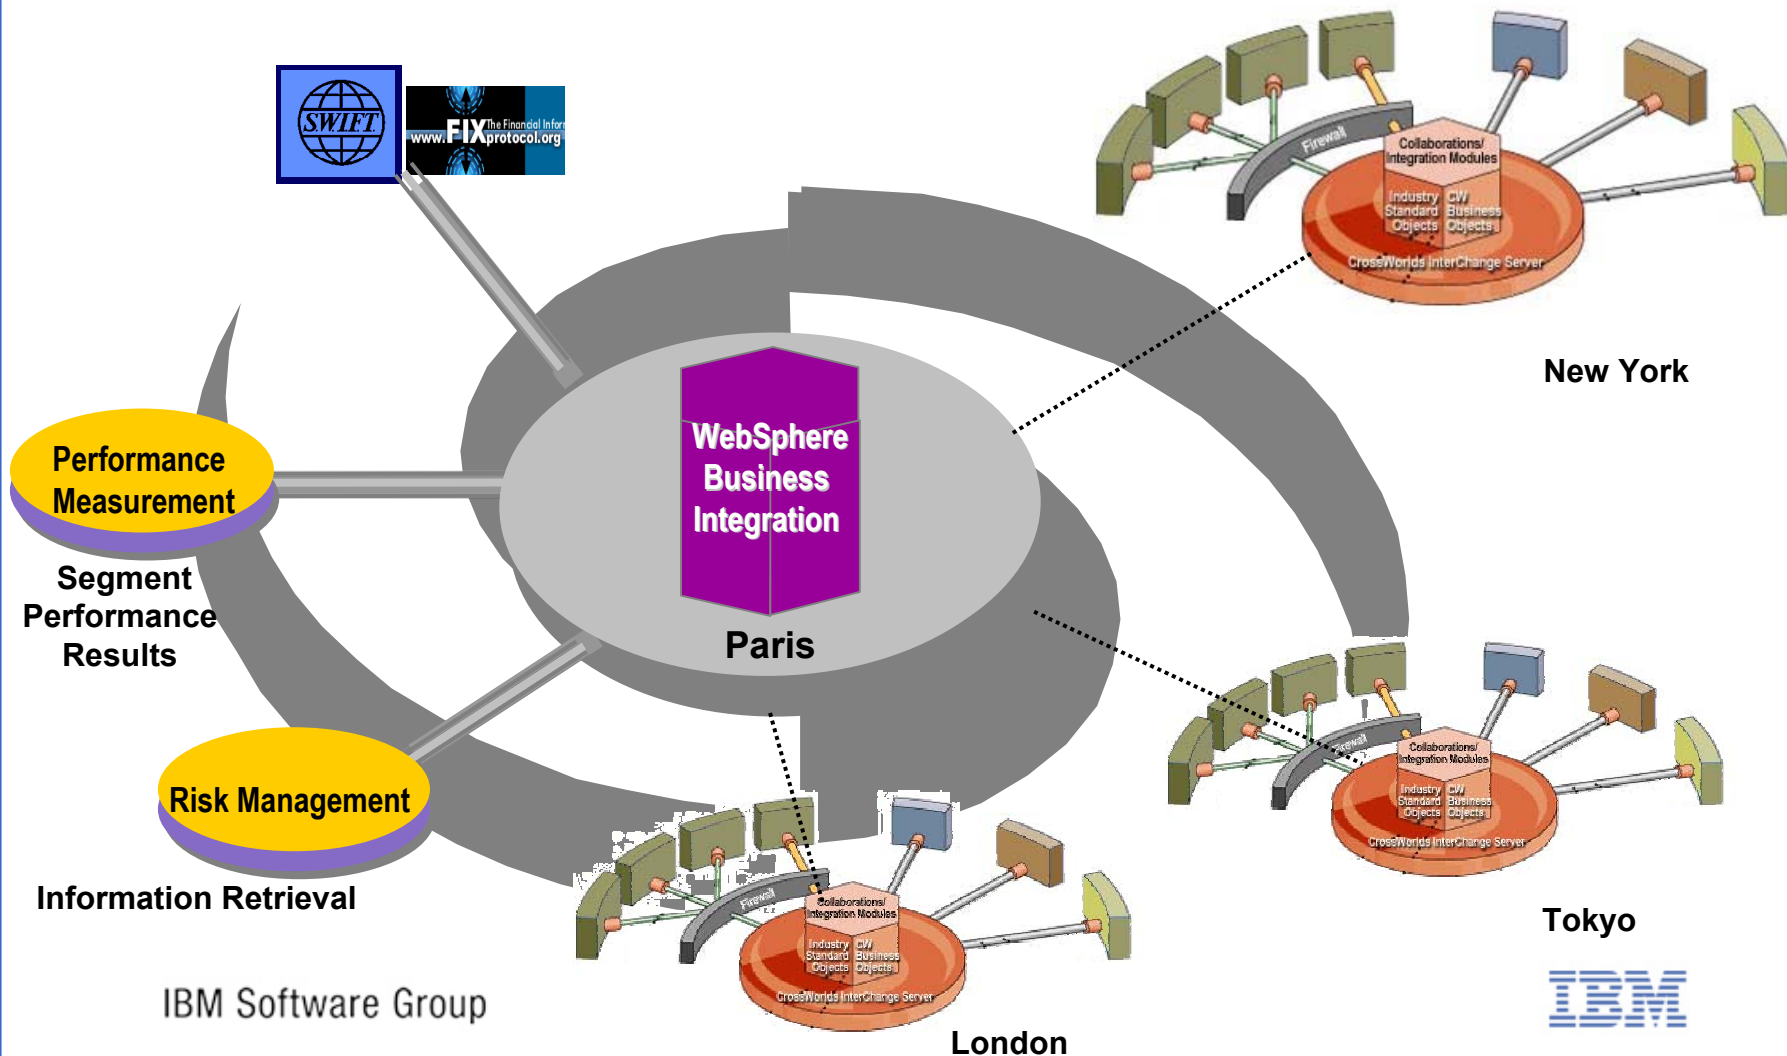 S.W.I.F.T.
The Financial Infor
www.FIXprotocol.org
Firewall
Collaborations/
Integration Modules
Industry CW
Standard Business
Objects Objects
CrossWorlds InterChange Server
New York
WebSphere
Business
Integration
Paris
Performance
Measurement
Segment
Performance
Results
Risk Management
Information Retrieval
Firewall
Collaborations/
Integration Modules
Industry CW
Standard Business
Objects Objects
CrossWorlds InterChange Server
Tokyo
Firewall
Collaborations/
Integration Modules
Industry CW
Standard Business
Objects Objects
CrossWorlds InterChange Server
London
IBM Software Group
IBM